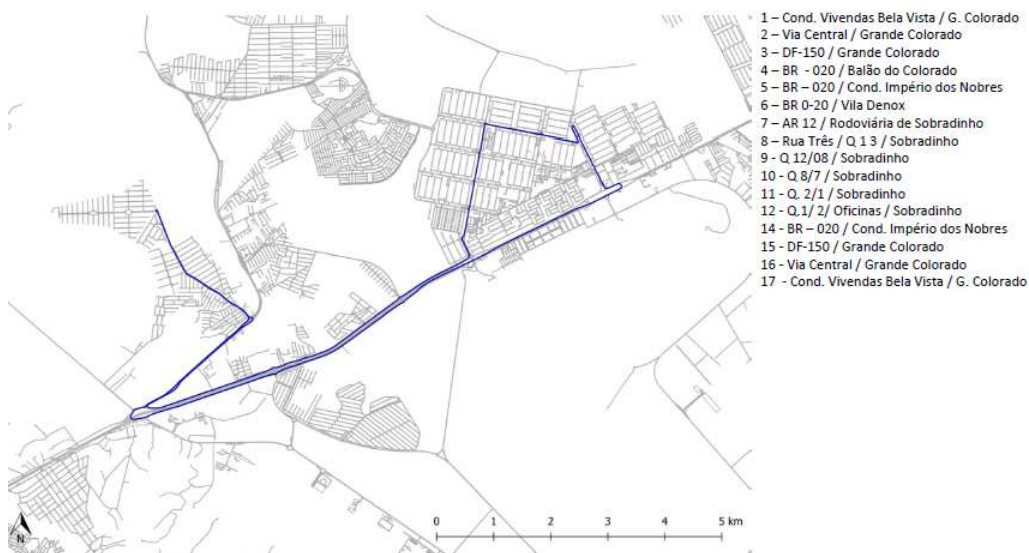 1 – Cond. Vivendas Bela Vista / G. Colorado
2 – Via Central / Grande Colorado
3 – DF-150 / Grande Colorado
4 – BR - 020 / Balão do Colorado
5 – BR – 020 / Cond. Império dos Nobres
6 – BR 0-20 / Vila Denox
7 – AR 12 / Rodoviária de Sobradinho
8 – Rua Três / Q 1 3 / Sobradinho
9 - Q 12/08 / Sobradinho
10 - Q 8/7 / Sobradinho
11 - Q, 2/1 / Sobradinho
12 - Q,1/ 2/ Oficinas / Sobradinho
14 - BR – 020 / Cond. Império dos Nobres
15 - DF-150 / Grande Colorado
16 - Via Central / Grande Colorado
17 - Cond. Vivendas Bela Vista / G. Colorado
0 1 2 3 4 5 km
N